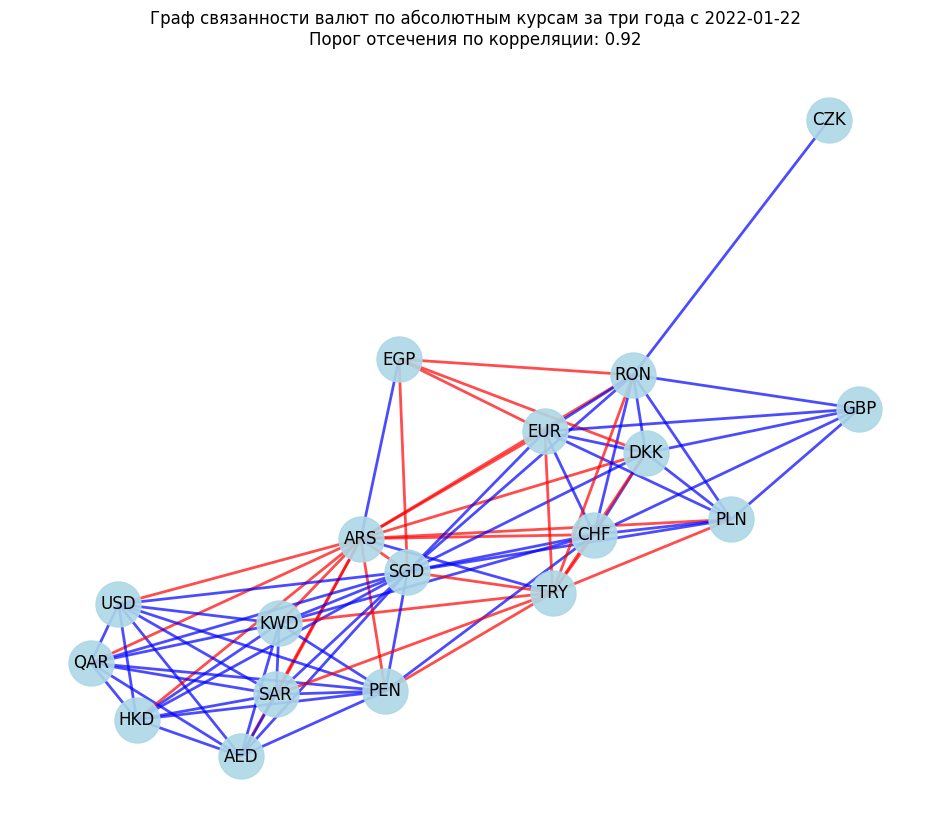 Граф связанности валют по абсолютным курсам за три года с 2022-01-22
Порог отсечения по корреляции: 0.92
CZK
EGP
RON
GBP
EUR
DKK
PLN
CHF
ARS
SGD
TRY
USD
KWD
QAR
SAR
PEN
HKD
AED